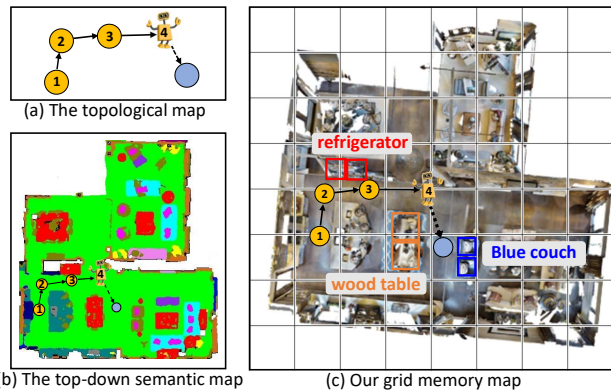 2
3
4
1
(a) The topological map
2
3
4
1
(b) The top-down semantic map
refrigerator
2
3
4
1
Blue couch
wood table
(c) Our grid memory map